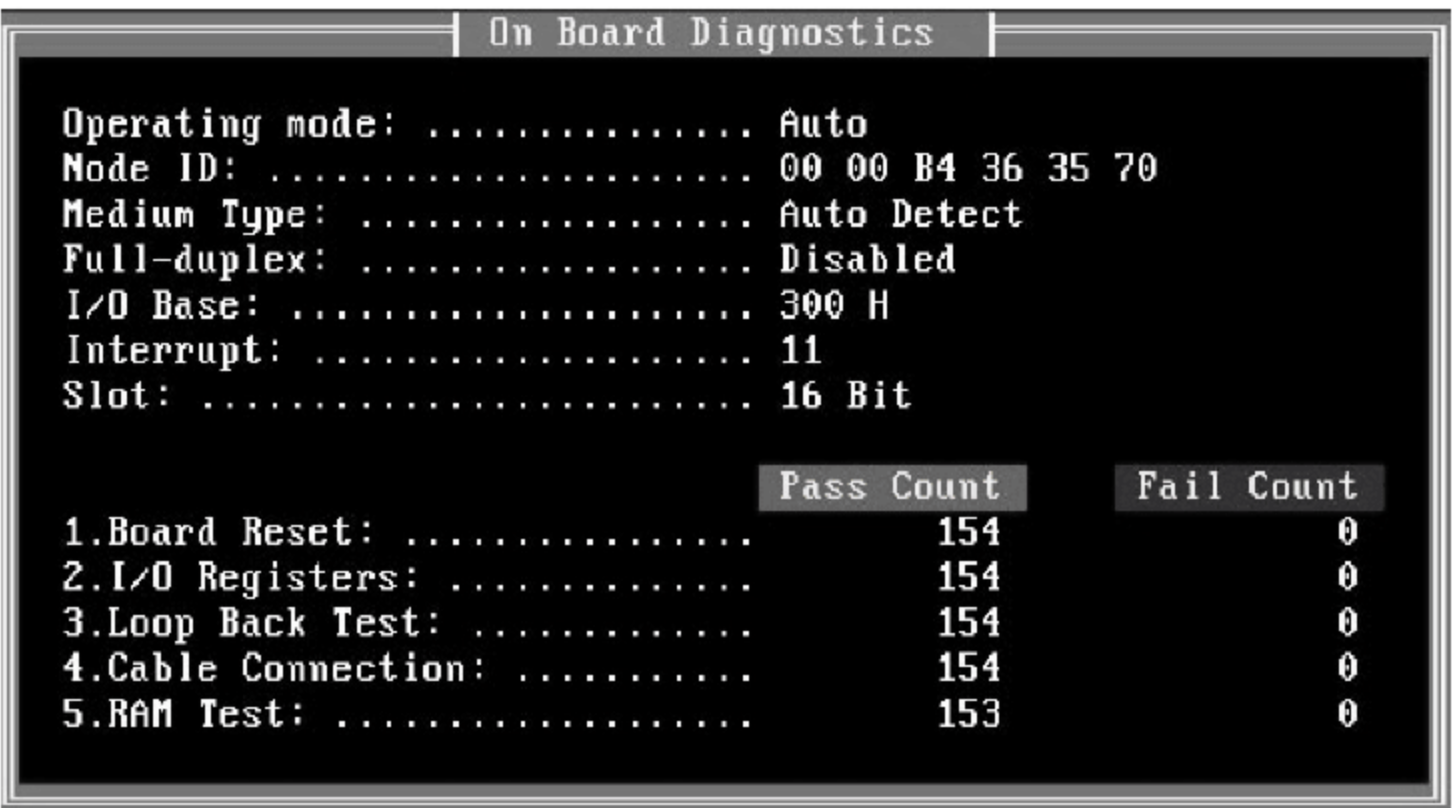 On Board Diagnostics
Operating mode: ............... Auto
Node ID: ...................... 00 00 B4 36 35 70
Medium Type: .................. Auto Detect
Full-duplex: .................. Disabled
I/O Base: ..................... 300 H
Interrupt: .................... 11
Slot: ......................... 16 Bit
Pass Count Fail Count
1.Board Reset: ................ 154 0
2.I/O Registers: .............. 154 0
3.Loop Back Test: ............. 154 0
4.Cable Connection: ........... 154 0
5.RAM Test: ................... 153 0